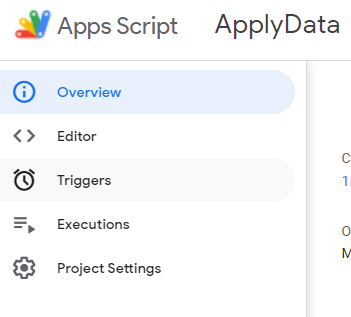 Apps Script ApplyData
Overview
Editor
Triggers
Executions
Project Settings